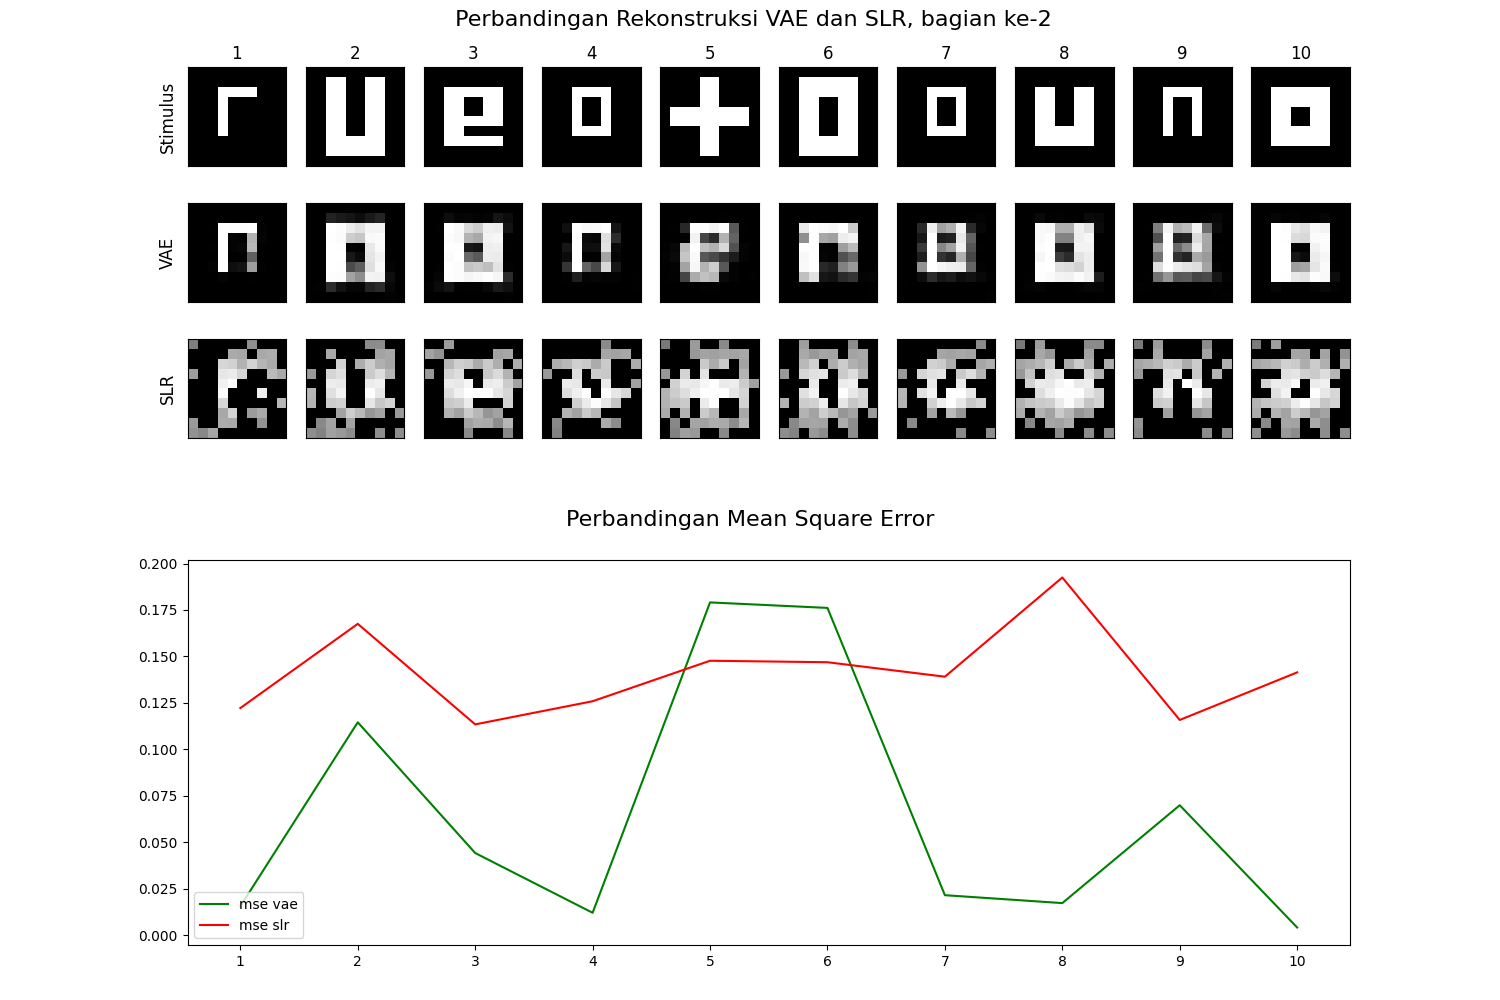 Perbandingan Rekonstruksi VAE dan SLR, bagian ke-2
1 2 3 4 5 6 7 8 9 10
Stimulus
VAE
SLR
Perbandingan Mean Square Error
0.200
0.175
0.150
0.125
0.100
0.075
0.050
0.025
0.000
mse vae
mse slr
1 2 3 4 5 6 7 8 9 10